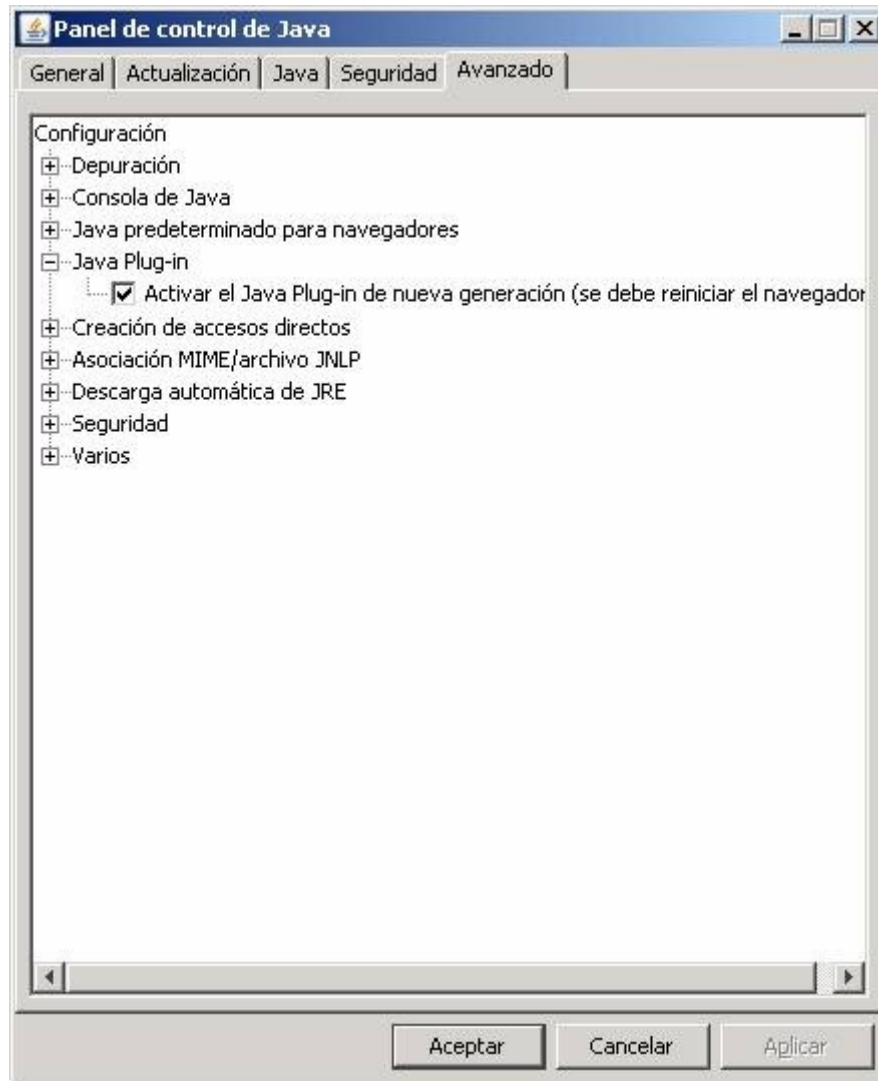 Panel de control de Java
General Actualización Java Seguridad Avanzado
Configuración
Depuración
Consola de Java
Java predeterminado para navegadores
Java Plug-in
Activar el Java Plug-in de nueva generación (se debe reiniciar el navegador
Creación de accesos directos
Asociación MIME/archivo JNLP
Descarga automática de JRE
Seguridad
Varios
Aceptar Cancelar Aplicar